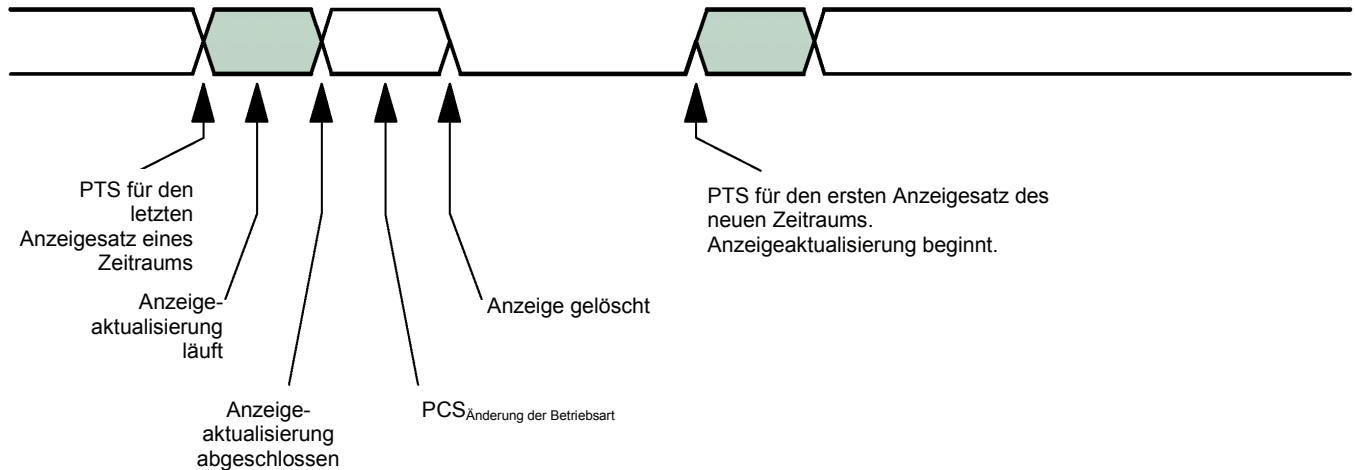 PTS für den
letzten
Anzeigesatz eines
Zeitraums
Anzeige-
aktualisierung
läuft
Anzeige-
aktualisierung
abgeschlossen
PCSÄnderung der Betriebsart
Anzeige gelöscht
PTS für den ersten Anzeigesatz des
neuen Zeitraums.
Anzeigeaktualisierung beginnt.